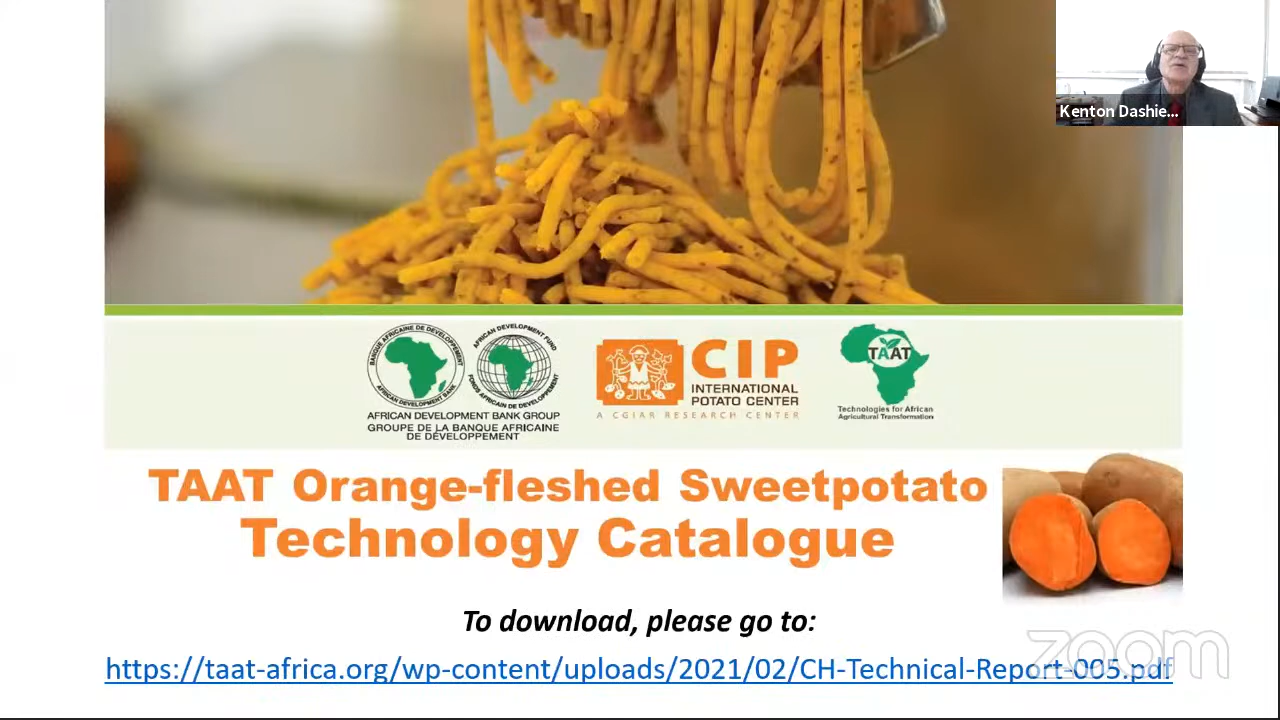 Kenton Dashie...
BANQUE AFRICAINE DE DEVELOPPEMENT
AFRICAN DEVELOPMENT BANK
AFRICAN DEVELOPMENT FUND
FONDS AFRICAIN DE DEVELOPPEMENT
AFRICAN DEVELOPMENT BANK GROUP
GROUPE DE LA BANQUE AFRICAINE
DE DÉVELOPPEMENT
CIP
INTERNATIONAL
POTATO CENTER
A CGIAR RESEARCH CENTER
TAAT
Technologies for African
Agricultural Transformation
TAAT Orange-fleshed Sweetpotato
Technology Catalogue
To download, please go to:
https://taat-africa.org/wp-content/uploads/2021/02/CH-Technical-Report-005.pdf
zoom